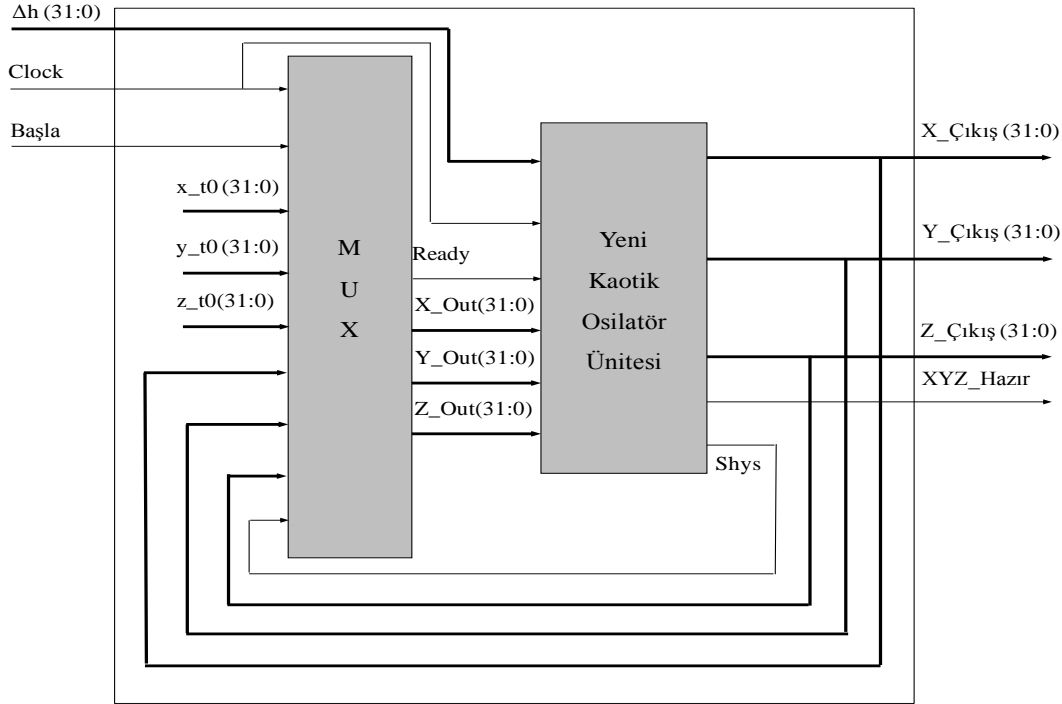 Δh (31:0)
Clock
Başla
x_t0 (31:0)
y_t0 (31:0)
z_t0(31:0)
M
U
X
Ready
X_Out(31:0)
Y_Out(31:0)
Z_Out(31:0)
Yeni
Kaotik
Osilatör
Ünitesi
Shys
X_Çıkış (31:0)
Y_Çıkış (31:0)
Z_Çıkış (31:0)
XYZ_Hazır